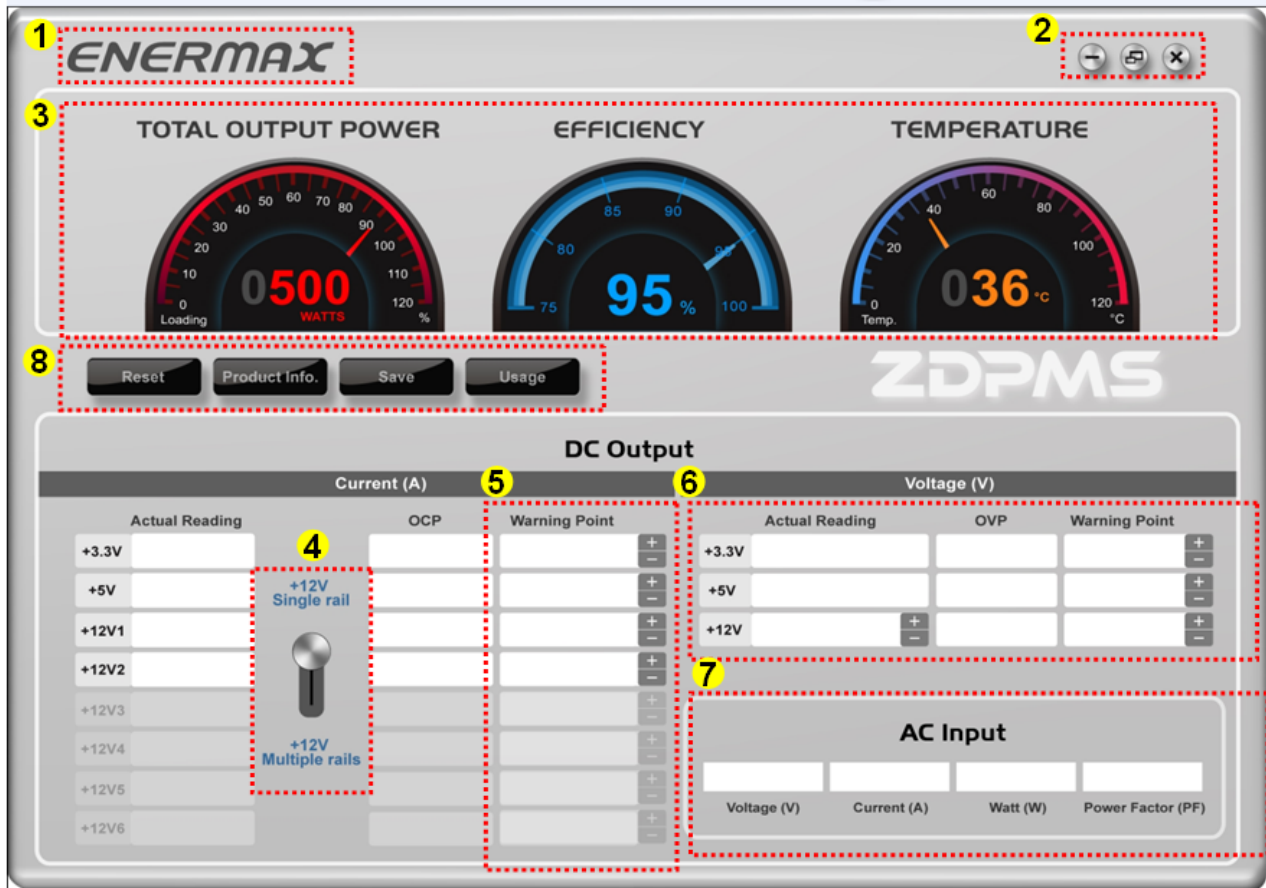 1
ENERMAX
2
3
TOTAL OUTPUT POWER
0 10 20 30 40 50 60 70 80 90 100 110 120
Loading
%
0500
WATTS
EFFICIENCY
75 80 85 90 95 100
95 %
TEMPERATURE
0 20 40 60 80 100 120
Temp.
°C
036 °C
8
Reset
Product Info.
Save
Usage
ZDPMS
DC Output
Current (A)
5
Actual Reading
OCP
Warning Point
4
+3.3V
+ −
+5V
+ −
+12V
Single rail
+12V1
+ −
+12V2
+ −
+12V3
+ −
+12V4
+ −
+12V
Multiple rails
+12V5
+ −
+12V6
+ −
6
Voltage (V)
Actual Reading
OVP
Warning Point
+3.3V
+ −
+5V
+ −
+12V
+ −
+ −
7
AC Input
Voltage (V)
Current (A)
Watt (W)
Power Factor (PF)